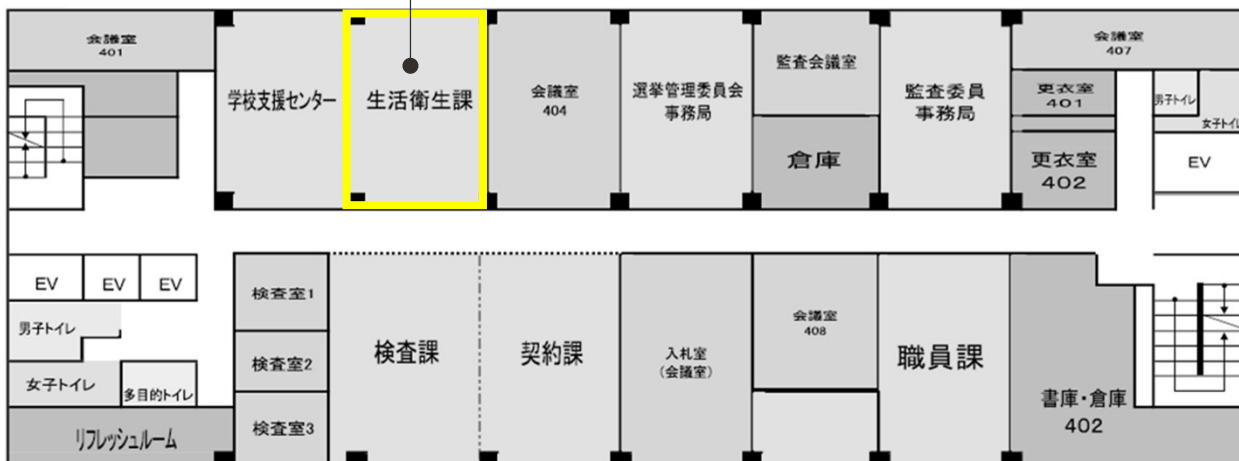 会議室
401
学校支援センター
生活衛生課
会議室
404
選挙管理委員会
事務局
監査会議室
倉庫
監査委員
事務局
会議室
407
更衣室
401
更衣室
402
男子トイレ
女子トイレ
EV
EV
EV
EV
男子トイレ
女子トイレ
多目的トイレ
リフレッシュルーム
検査室1
検査室2
検査室3
検査課
契約課
入札室
(会議室)
会議室
408
職員課
書庫・倉庫
402